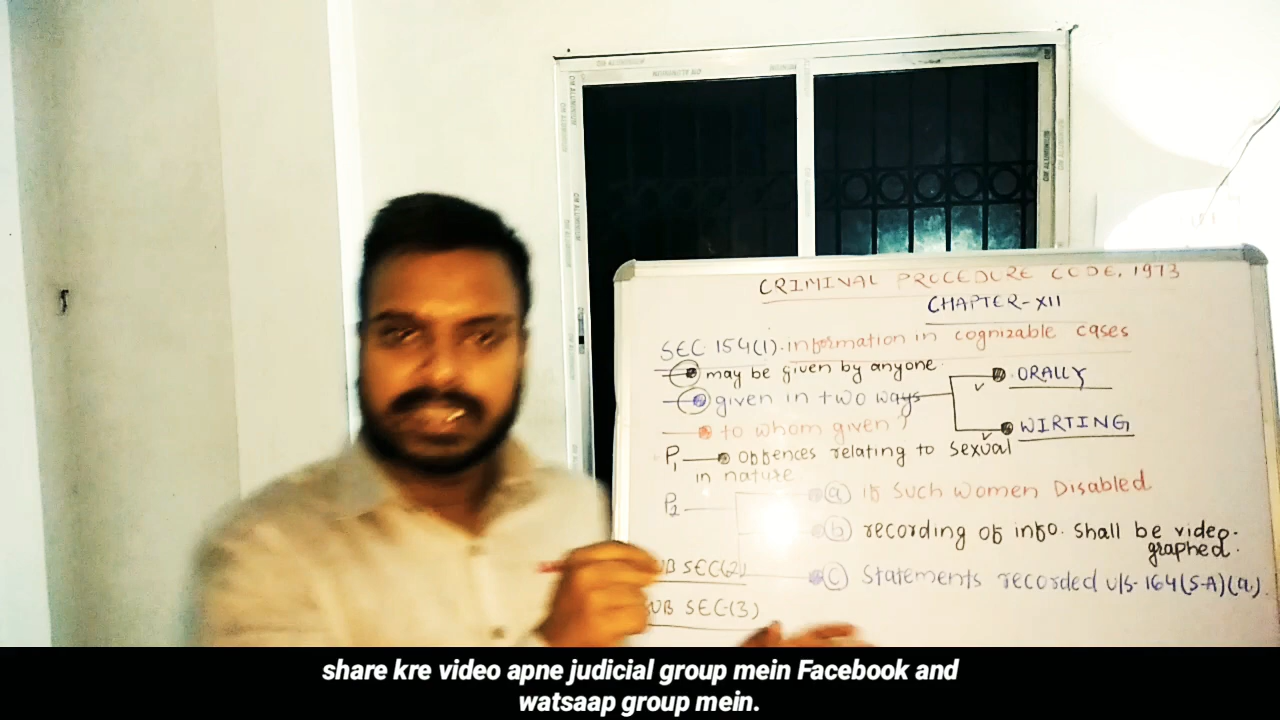 CRIMINAL PROCEDURE CODE, 1973
CHAPTER-XII
SEC. 154(1). information in cognizable cases
may be given by anyone.
given in two ways
ORALLY
WIRTING
to whom given ?
P1 offences relating to sexual
in nature
P2
(a) if such women Disabled
(b) recording of info. shall be video-
graphed.
SEC(2)
(c) Statements recorded u/s-164(5-A)(a).
UB SEC-(3)
share kre video apne judicial group mein Facebook and
watsaap group mein.